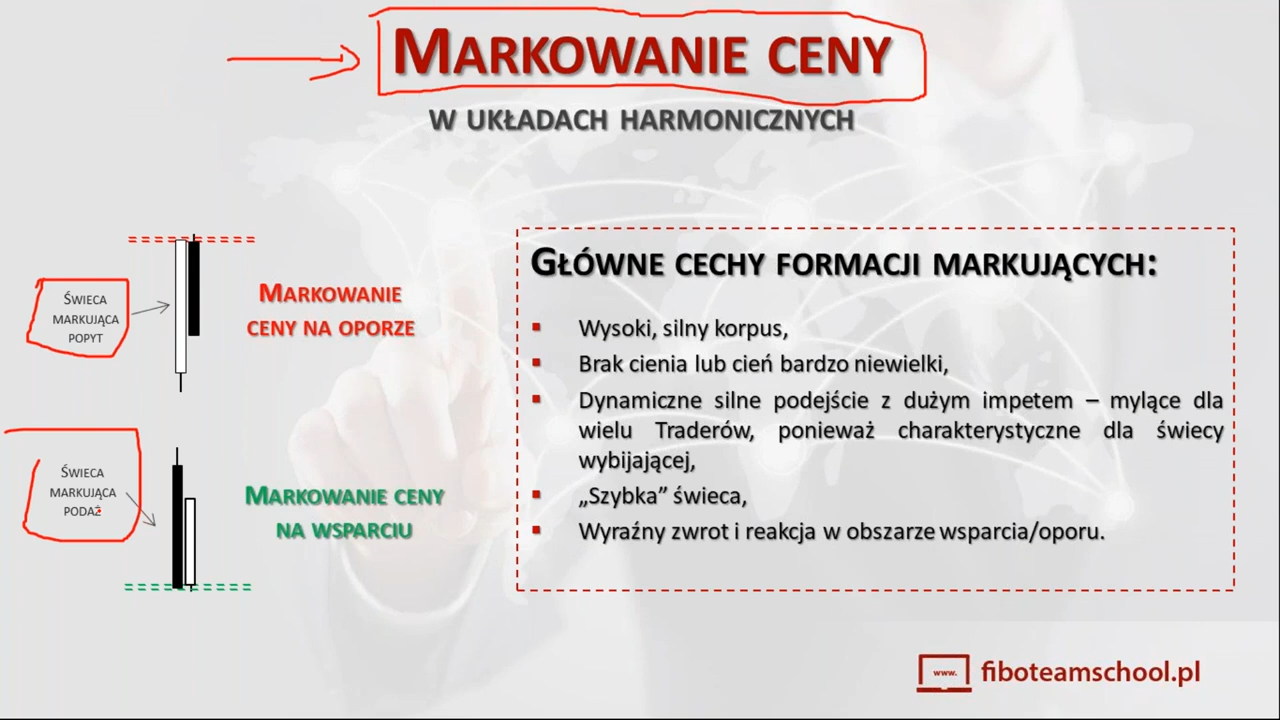 MARKOWANIE CENY
W UKŁADACH HARMONICZNYCH
ŚWIECA
MARKUJĄCA
POPYT
MARKOWANIE
CENY NA OPORZE
ŚWIECA
MARKUJĄCA
PODAŻ
MARKOWANIE CENY
NA WSPARCIU
GŁÓWNE CECHY FORMACJI MARKUJĄCYCH:
Wysoki, silny korpus,
Brak cienia lub cień bardzo niewielki,
Dynamiczne silne podejście z dużym impetem – mylące dla
wielu Traderów, ponieważ charakterystyczne dla świecy
wybijającej,
„Szybka” świeca,
Wyraźny zwrot i reakcja w obszarze wsparcia/oporu.
www.
fiboteamschool.pl